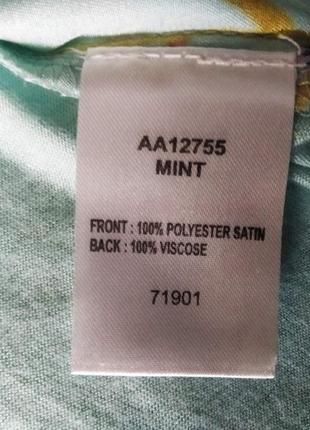 AA12755
MINT
FRONT : 100% POLYESTER SATIN
BACK : 100% VISCOSE
71901